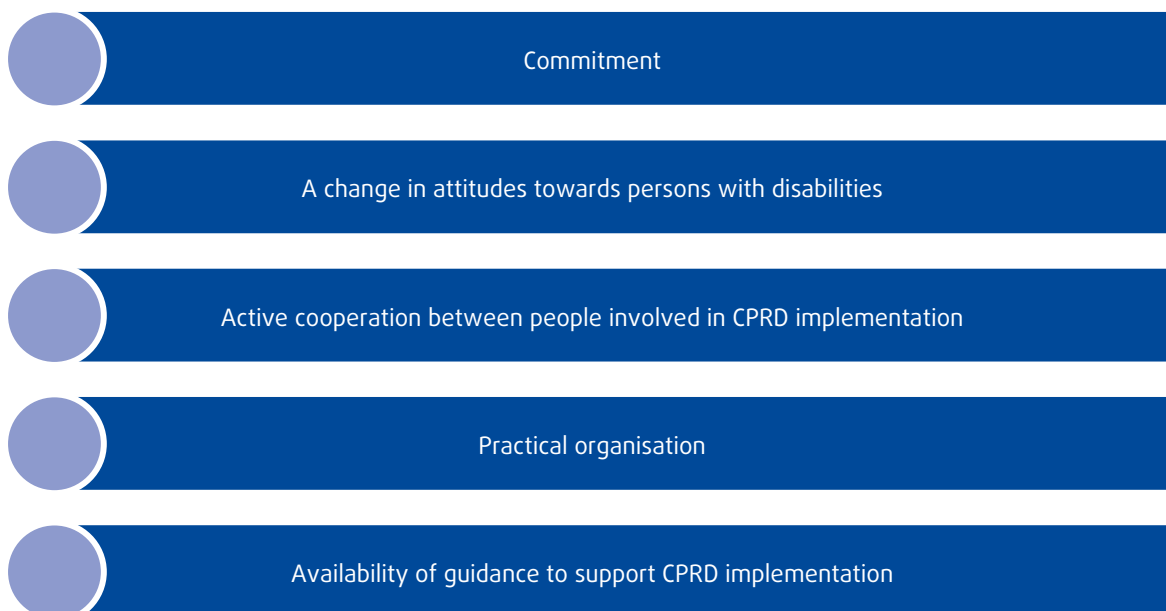 Commitment
A change in attitudes towards persons with disabilities
Active cooperation between people involved in CPRD implementation
Practical organisation
Availability of guidance to support CPRD implementation